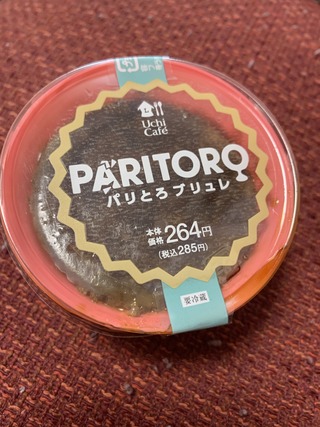 Uchi
Café
PARITORO
パリとろブリュレ
本体
価格 264円
(税込285円)
要冷蔵